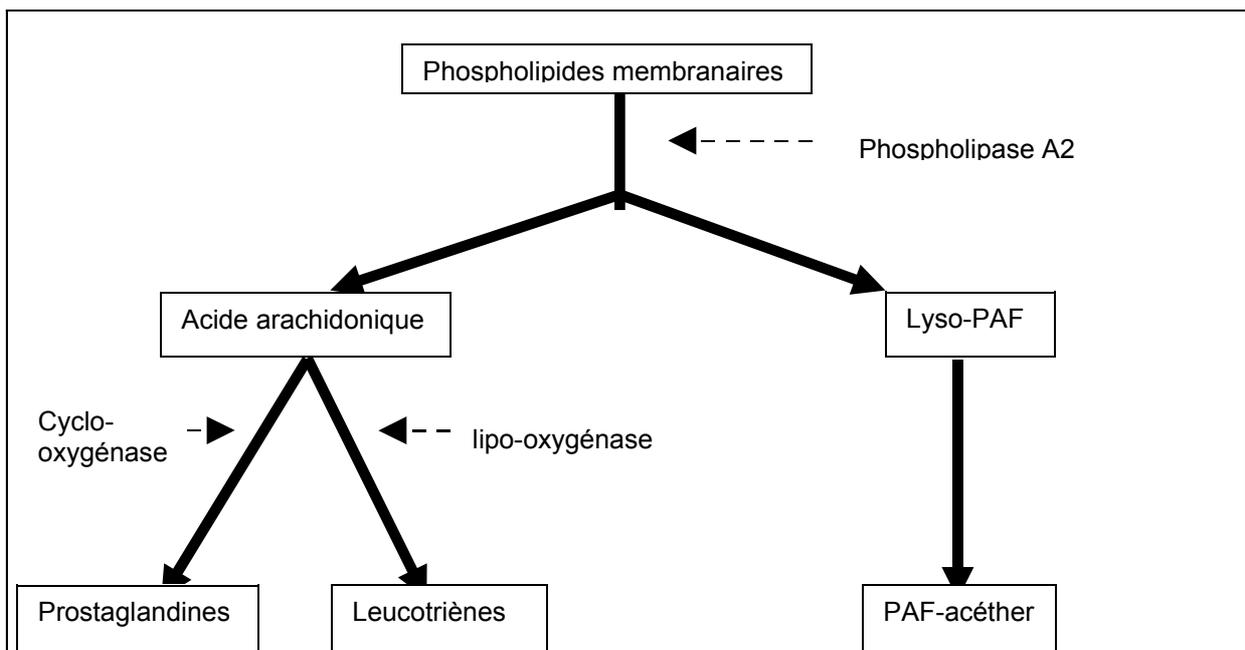 Phospholipides membranaires
Phospholipase A2
Acide arachidonique
Lyso-PAF
Cyclo-
oxygénase
lipo-oxygénase
Prostaglandines
Leucotriènes
PAF-acéther